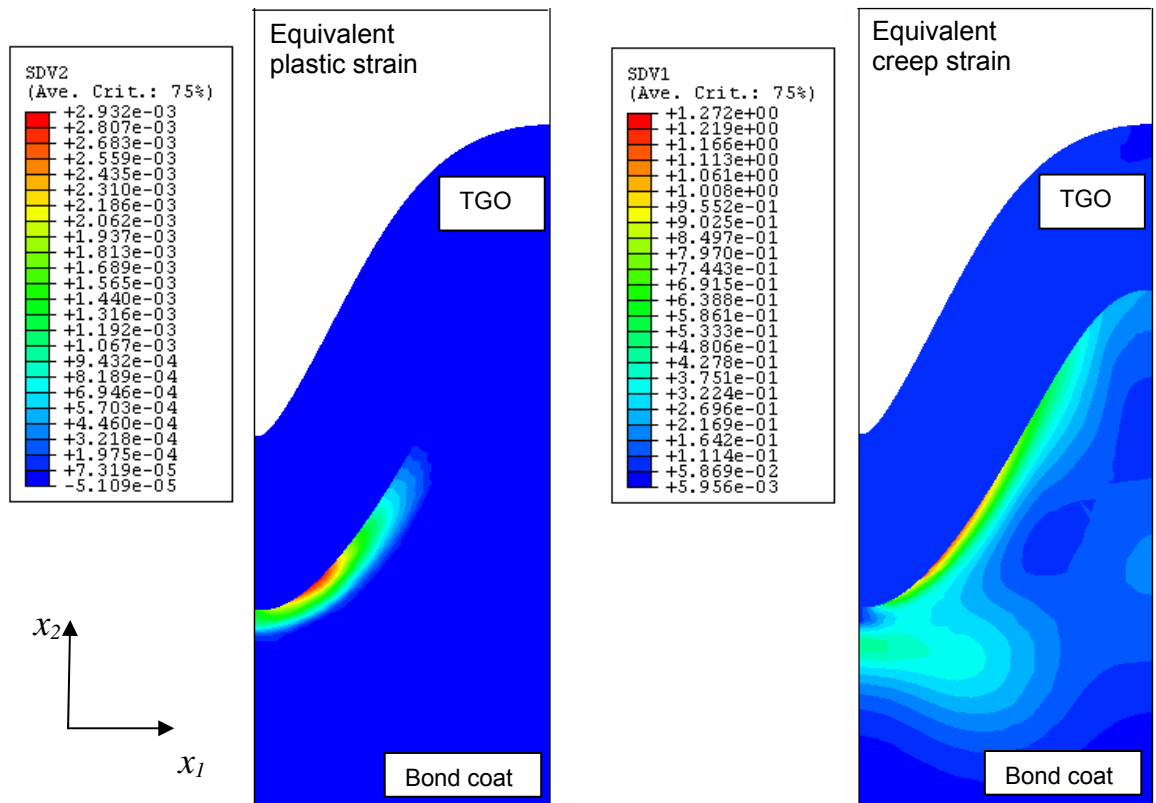 Equivalent
plastic strain
SDV2
(Ave. Crit.: 75%)
+2.932e-03
+2.807e-03
+2.683e-03
+2.559e-03
+2.435e-03
+2.310e-03
+2.186e-03
+2.062e-03
+1.937e-03
+1.813e-03
+1.689e-03
+1.565e-03
+1.440e-03
+1.316e-03
+1.192e-03
+1.067e-03
+9.432e-04
+8.189e-04
+6.946e-04
+5.703e-04
+4.460e-04
+3.218e-04
+1.975e-04
+7.319e-05
-5.109e-05
TGO
Bond coat
x2
x1
Equivalent
creep strain
SDV1
(Ave. Crit.: 75%)
+1.272e+00
+1.219e+00
+1.166e+00
+1.113e+00
+1.061e+00
+1.008e+00
+9.552e-01
+9.025e-01
+8.497e-01
+7.970e-01
+7.443e-01
+6.915e-01
+6.388e-01
+5.861e-01
+5.333e-01
+4.806e-01
+4.278e-01
+3.751e-01
+3.224e-01
+2.696e-01
+1.642e-01
+1.114e-01
+5.869e-02
+5.956e-03
TGO
Bond coat